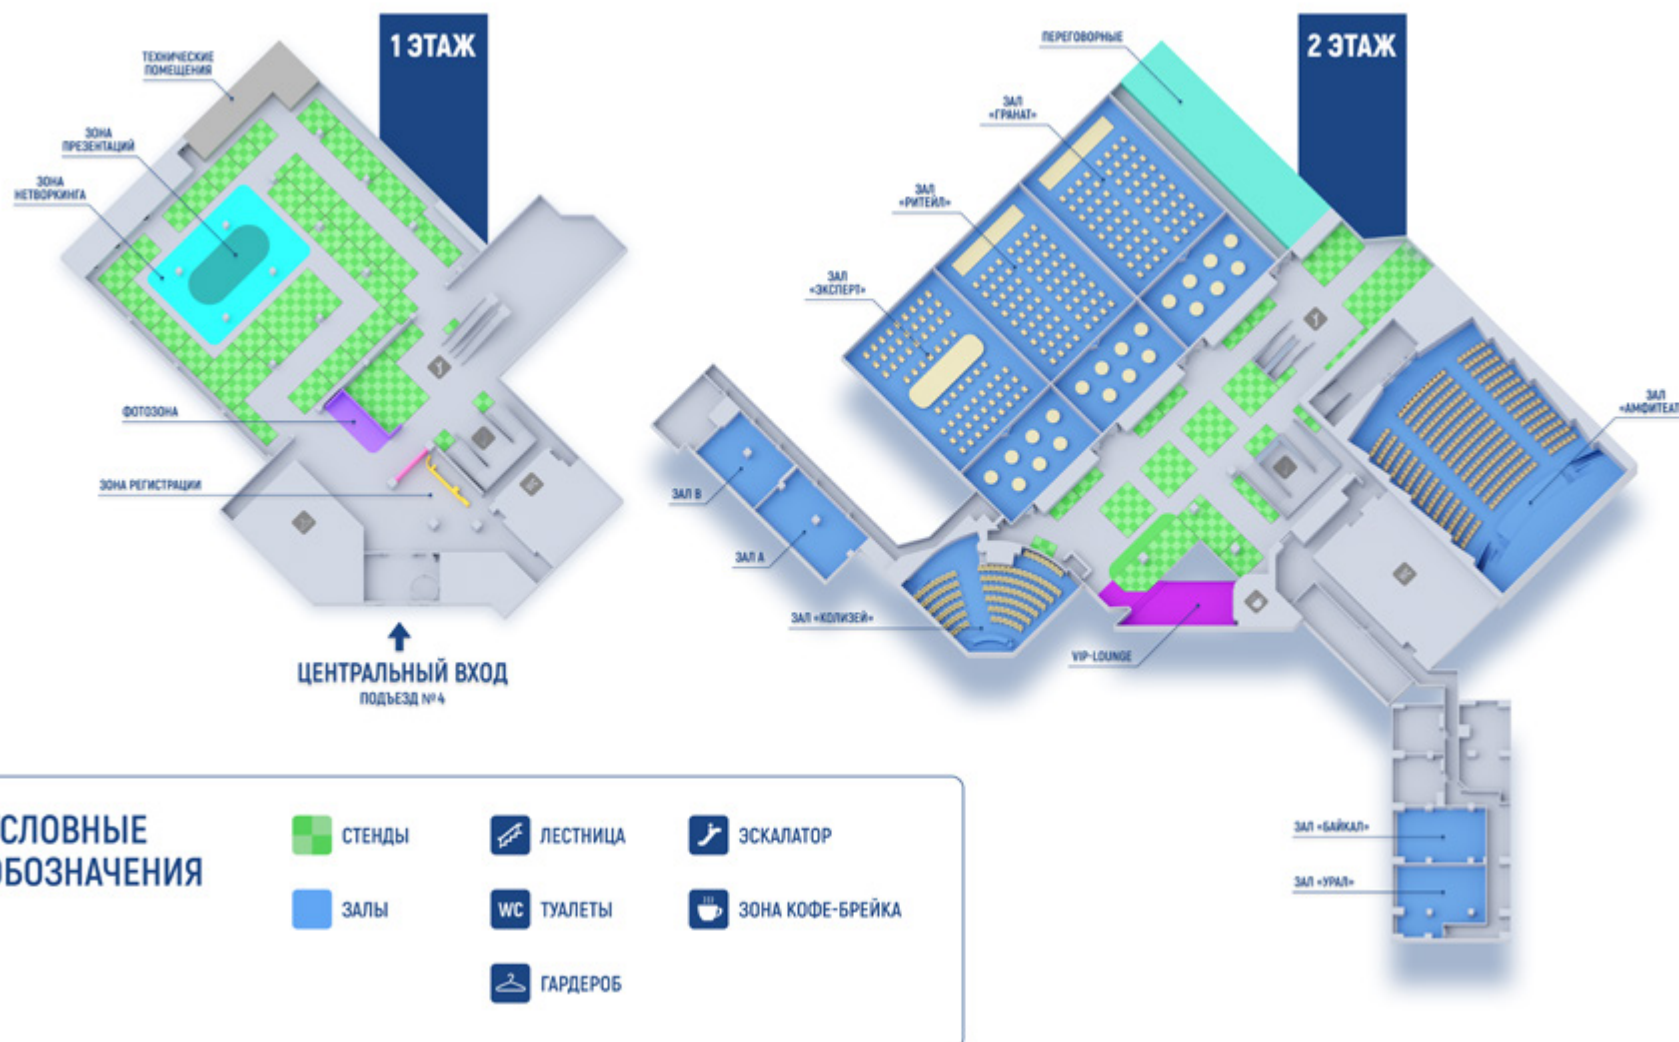 1 ЭТАЖ
ТЕХНИЧЕСКИЕ
ПОМЕЩЕНИЯ
ЗОНА
ПРЕЗЕНТАЦИЙ
ЗОНА
НЕТВОРКИНГА
ФОТОЗОНА
ЗОНА РЕГИСТРАЦИИ
ЦЕНТРАЛЬНЫЙ ВХОД
ПОДЪЕЗД №4
2 ЭТАЖ
ПЕРЕГОВОРНЫЕ
ЗАЛ
«ГРАНАТ»
ЗАЛ
«РИТЕЙЛ»
ЗАЛ
«ЭКСПЕРТ»
ЗАЛ
«АМФИТЕАТ
ЗАЛ B
ЗАЛ A
ЗАЛ «КОЛИЗЕЙ»
VIP-LOUNGE
ЗАЛ «БАЙКАЛ»
ЗАЛ «УРАЛ»
СЛОВНЫЕ
ОБОЗНАЧЕНИЯ
СТЕНДЫ
ЗАЛЫ
ЛЕСТНИЦА
WC ТУАЛЕТЫ
ГАРДЕРОБ
ЭСКАЛАТОР
ЗОНА КОФЕ-БРЕЙКА